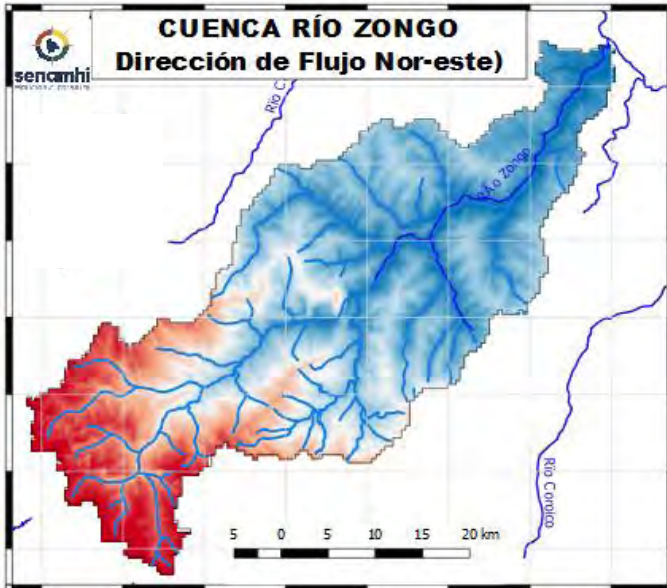 CUENCA RÍO ZONGO
Dirección de Flujo Nor-este)
senamhi
Río C
Río Zongo
Río Coroico
5 0 5 10 15 20 km